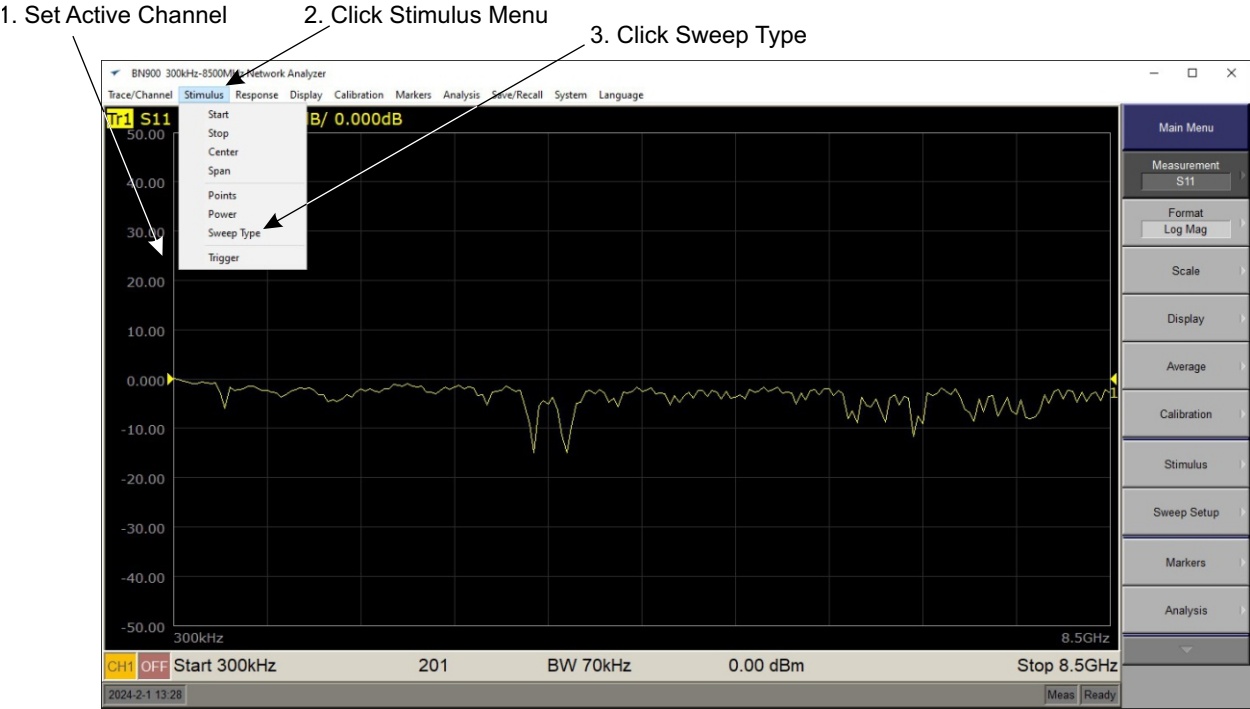 1. Set Active Channel
2. Click Stimulus Menu
3. Click Sweep Type
BN900 300kHz-8500MHz Network Analyzer
Trace/Channel Stimulus Response Display Calibration Markers Analysis Save/Recall System Language
Tr1 S11 B/ 0.000dB
Start
Stop
Center
Span
Points
Power
Sweep Type
Trigger
50.00
40.00
30.00
20.00
10.00
0.000
-10.00
-20.00
-30.00
-40.00
-50.00
1
300kHz 8.5GHz
CH1 OFF Start 300kHz 201 BW 70kHz 0.00 dBm Stop 8.5GHz
2024-2-1 13:28 Meas Ready
Main Menu
Measurement
S11
Format
Log Mag
Scale
Display
Average
Calibration
Stimulus
Sweep Setup
Markers
Analysis